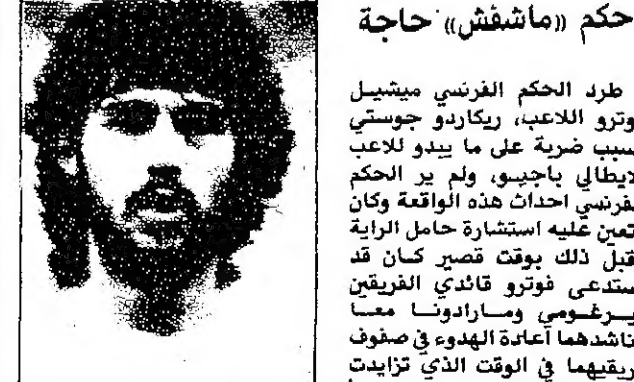 حكم «ماشفش» حاجة
طرد الحكم الفرنسي ميشيل
وترو اللاعب، ريكاردو جوستي
سبب ضربة على ما يبدو للاعب
لايطالي باجيو، ولم ير الحكم
لفرنسي احداث هذه الواقعة وكان
تعين عليه استشارة حامل الراية
قبل ذلك بوقت قصير كان قد
ستدعى فوترو قائدي الفريقين
يرغومي ومارادونا معا
ناشدهما اعادة الهدوء في صفوف
ريقيهما في الوقت الذي تزايدت